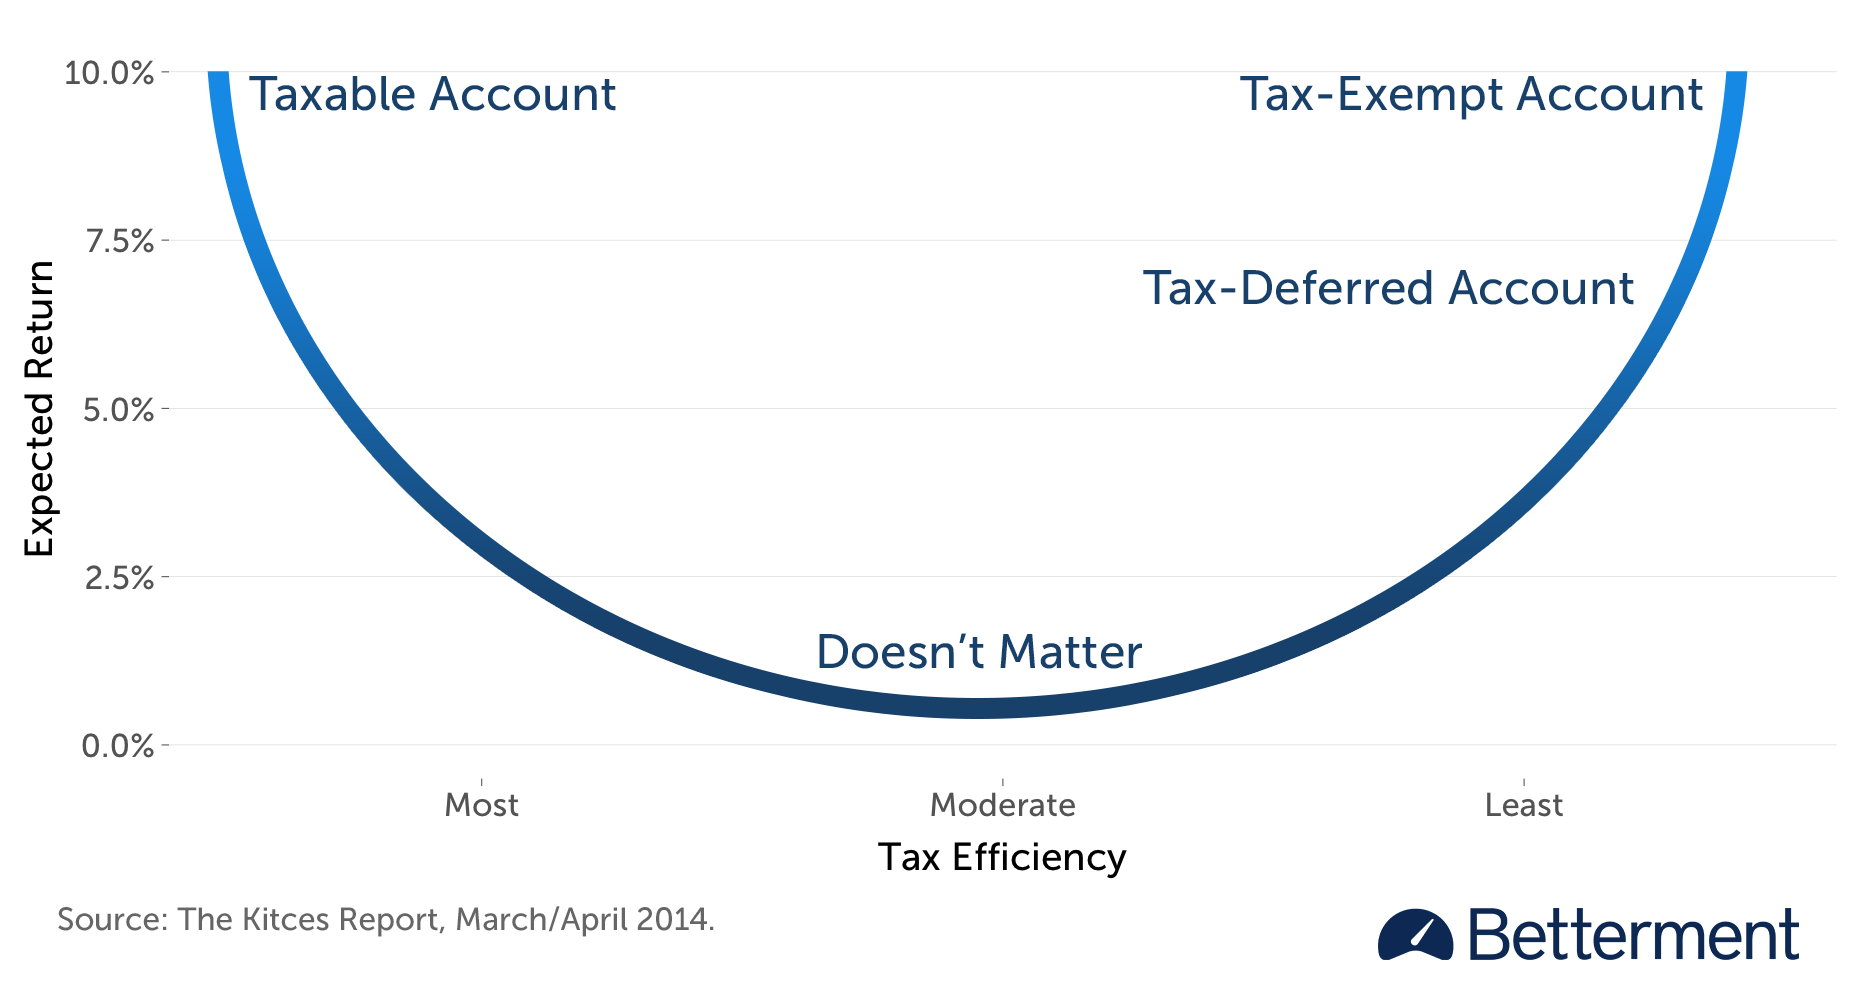 10.0%
Taxable Account
Tax-Exempt Account
7.5%
Tax-Deferred Account
5.0%
Expected Return
2.5%
Doesn’t Matter
0.0%
Most
Moderate
Least
Tax Efficiency
Source: The Kitces Report, March/April 2014.
Betterment